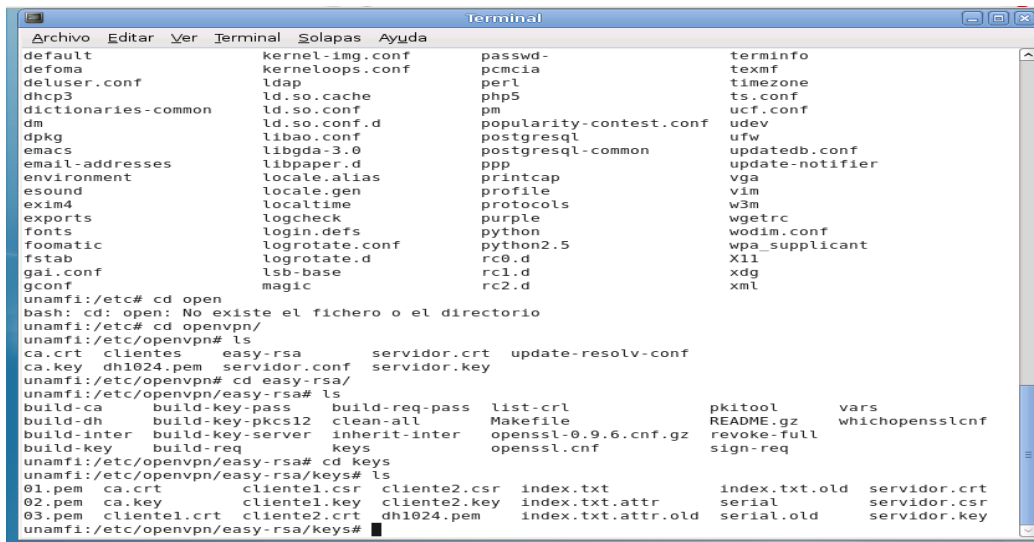 Terminal
Archivo Editar Ver Terminal Solapas Ayuda
default kernel-img.conf passwd- terminfo
defoma kerneloops.conf pcmcia texmf
deluser.conf ldap perl timezone
dhcp3 ld.so.cache php5 ts.conf
dictionaries-common ld.so.conf pm ucf.conf
dm ld.so.conf.d popularity-contest.conf udev
dpkg libao.conf postgresql ufw
emacs libgda-3.0 postgresql-common updatedb.conf
email-addresses libpaper.d ppp update-notifier
environment locale.alias printcap vga
esound locale.gen profile vim
exim4 localtime protocols w3m
exports logcheck purple wgetrc
fonts login.defs python wodim.conf
foomatic logrotate.conf python2.5 wpa_supplicant
fstab logrotate.d rc0.d X11
gai.conf lsb-base rc1.d xdg
gconf magic rc2.d xml
unamfi:/etc# cd open
bash: cd: open: No existe el fichero o el directorio
unamfi:/etc# cd openvpn/
unamfi:/etc/openvpn# ls
ca.crt clientes easy-rsa servidor.crt update-resolv-conf
ca.key dh1024.pem servidor.conf servidor.key
unamfi:/etc/openvpn# cd easy-rsa/
unamfi:/etc/openvpn/easy-rsa# ls
build-ca build-key-pass build-req-pass list-crl pkitool vars
build-dh build-key-pkcs12 clean-all Makefile README.gz whichopensslcnf
build-inter build-key-server inherit-inter openssl-0.9.6.cnf.gz revoke-full
build-key build-req keys openssl.cnf sign-req
unamfi:/etc/openvpn/easy-rsa# cd keys
unamfi:/etc/openvpn/easy-rsa/keys# ls
01.pem ca.crt cliente1.csr cliente2.csr index.txt index.txt.old servidor.crt
02.pem ca.key cliente1.key cliente2.key index.txt.attr serial servidor.csr
03.pem cliente1.crt cliente2.crt dh1024.pem index.txt.attr.old serial.old servidor.key
unamfi:/etc/openvpn/easy-rsa/keys#